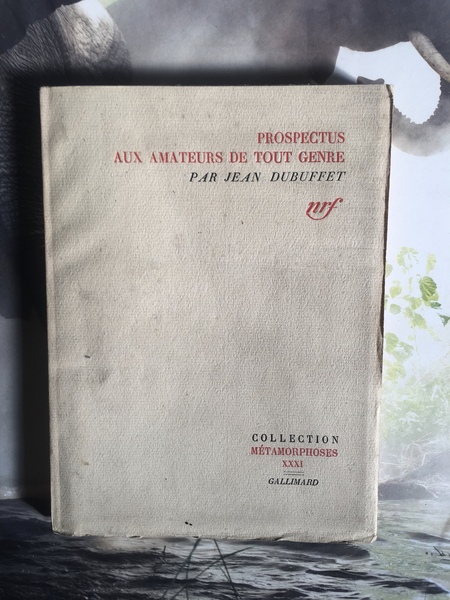 PROSPECTUS
AUX AMATEURS DE TOUT GENRE
PAR JEAN DUBUFFET
nrf
COLLECTION
MÉTAMORPHOSES
XXXI
GALLIMARD